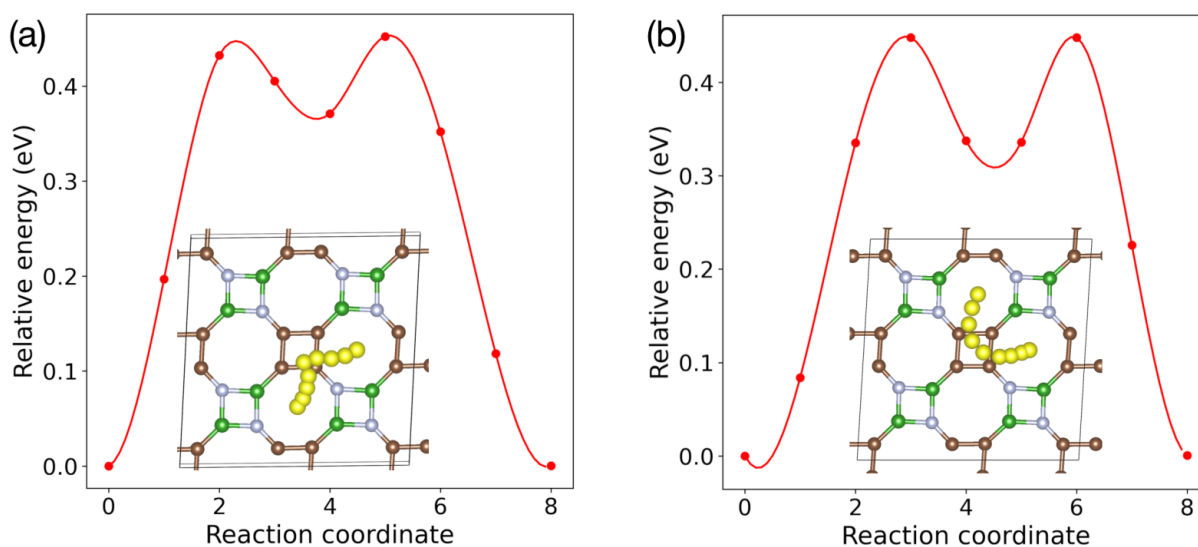 (a)
Relative energy (eV)
0.4
0.3
0.2
0.1
0.0
0 2 4 6 8
Reaction coordinate
(b)
Relative energy (eV)
0.4
0.3
0.2
0.1
0.0
0 2 4 6 8
Reaction coordinate